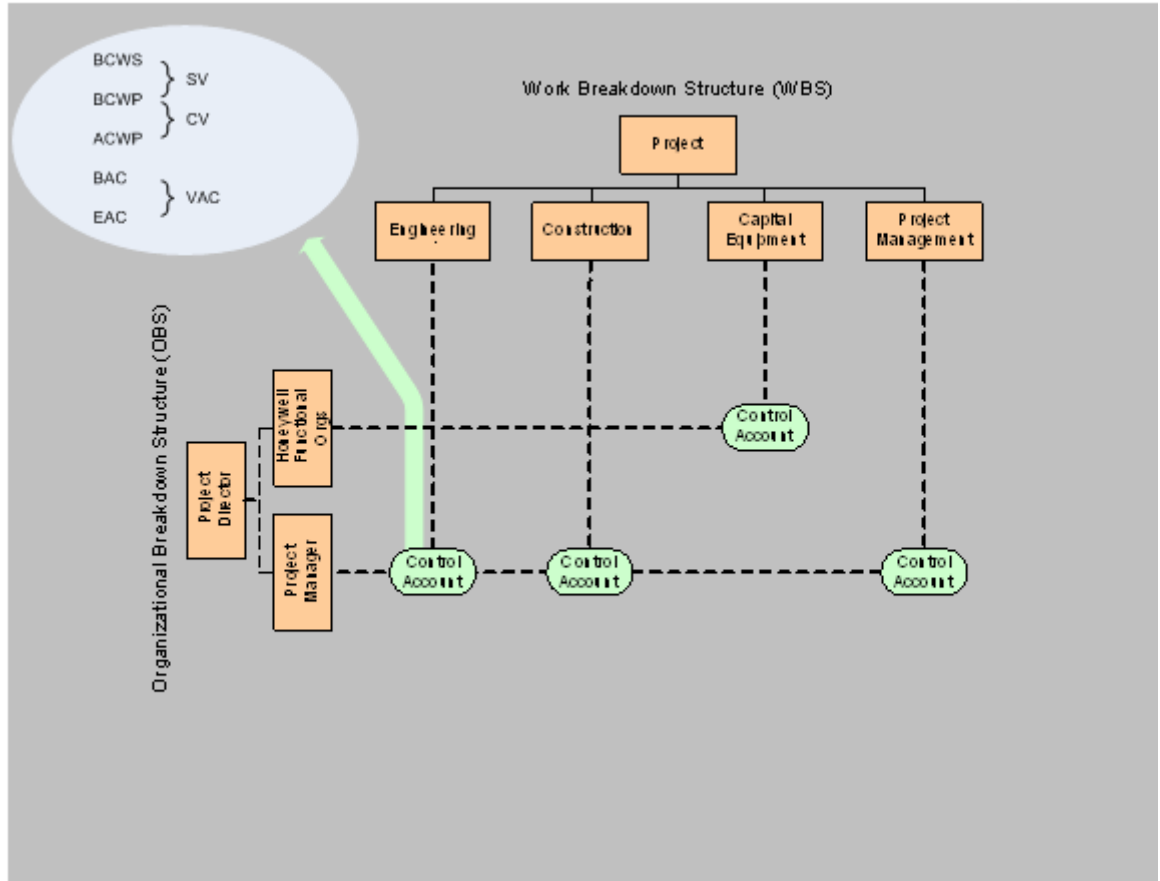 BCWS
SV
BCWP
CV
ACWP
BAC
VAC
EAC
Work Breakdown Structure (WBS)
Project
Engineering
Construction
Capital
Equipment
Project
Management
Organizational Breakdown Structure (OBS)
Project
Director
Honeywell
Functional
Orgs
Project
Manager
Control
Account
Control
Account
Control
Account
Control
Account